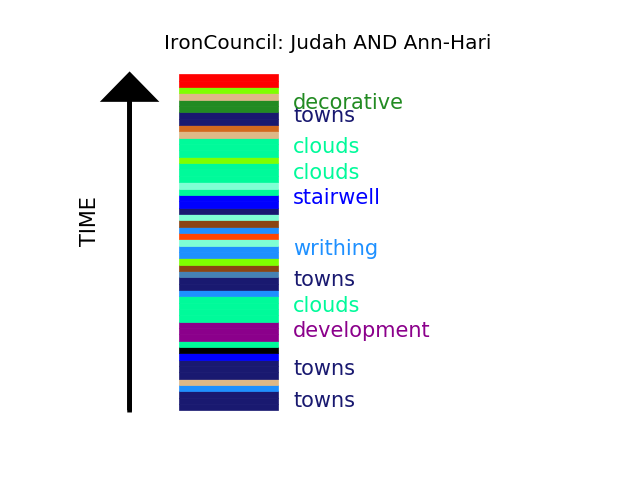 IronCouncil: Judah AND Ann-Hari
decorative
towns
clouds
clouds
stairwell
TIME
writhing
towns
clouds
development
towns
towns